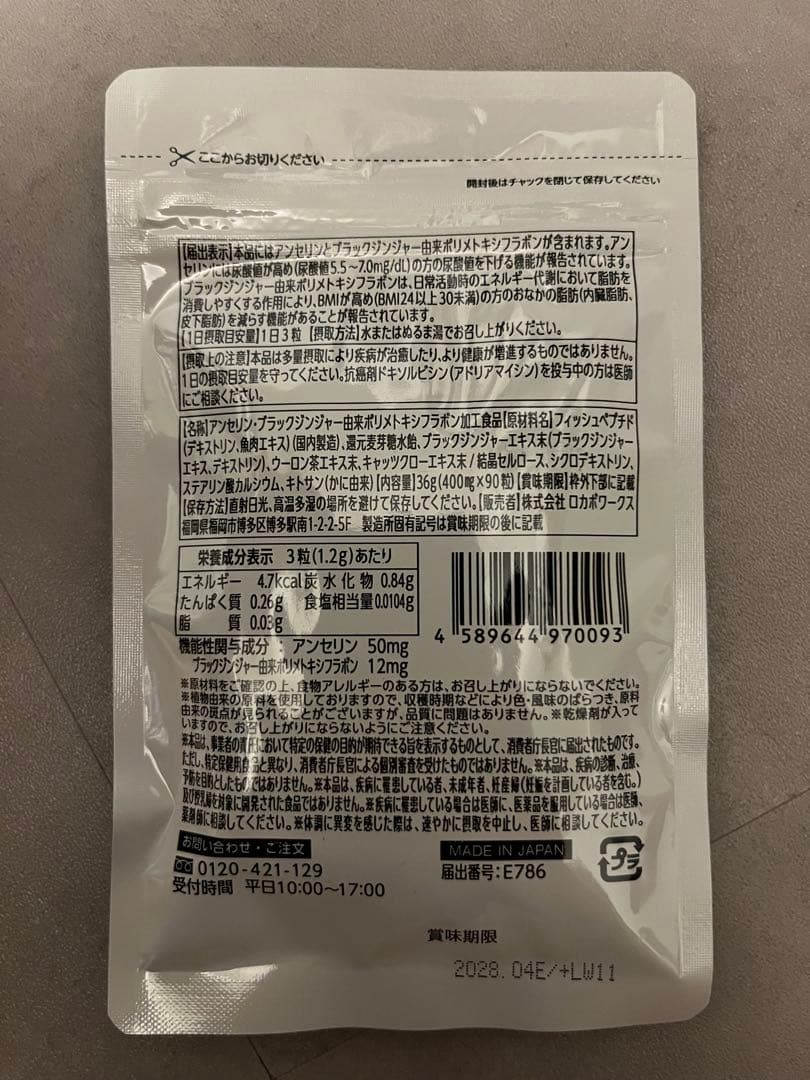 ここからお切りください
開封後はチャックを閉じて保存してください
【届出表示】本品にはアンセリンとブラックジンジャー由来ポリメトキシフラボンが含まれます。アン
セリンには尿酸値が高め(尿酸値5.5~7.0mg/dL)の方の尿酸値を下げる機能が報告されています。
ブラックジンジャー由来ポリメトキシフラボンは、日常活動時のエネルギー代謝において脂肪を
消費しやすくする作用により、BMIが高め(BMI24以上30未満)の方のおなかの脂肪(内臓脂肪、
皮下脂肪)を減らす機能があることが報告されています。
【1日摂取目安量】1日3粒 【摂取方法】水またはぬるま湯でお召し上がりください。
【摂取上の注意】本品は多量摂取により疾病が治癒したり、より健康が増進するものではありません。
1日の摂取目安量を守ってください。抗癌剤ドキソルビシン(アドリアマイシン)を投与中の方は医師
にご相談ください。
【名称】アンセリン・ブラックジンジャー由来ポリメトキシフラボン加工食品【原材料名】フィッシュペプチド
(デキストリン、魚肉エキス)(国内製造)、還元麦芽糖水飴、ブラックジンジャーエキス末(ブラックジンジャー
エキス、デキストリン)、ウーロン茶エキス末、キャッツクローエキス末/結晶セルロース、シクロデキストリン、
ステアリン酸カルシウム、キトサン(かに由来)【内容量】36g(400mg×90粒)【賞味期限】枠外下部に記載
【保存方法】直射日光、高温多湿の場所を避けて保存してください。【販売者】株式会社 ロカボワークス
福岡県福岡市博多区博多駅南1-2-2-5F 製造所固有記号は賞味期限の後に記載
栄養成分表示 3粒(1.2g)あたり
エネルギー 4.7kcal 炭水化物 0.84g
たんぱく質 0.26g 食塩相当量 0.0104g
脂質 0.03g
4 589644 970093
機能性関与成分 : アンセリン 50mg
ブラックジンジャー由来ポリメトキシフラボン 12mg
※原材料をご確認の上、食物アレルギーのある方は、お召し上がりにならないでください。
※植物由来の原料を使用しておりますので、収穫時期などにより色・風味のばらつき、原料
由来の斑点が見られることがございますが、品質に問題はありません。※乾燥剤が入って
いますので、お召し上がりにならないようにご注意ください。
※本品は、事業者の責任において特定の保健の目的が期待できる旨を表示するものとして、消費者庁長官に届出されたものです。
ただし、特定保健用食品と異なり、消費者庁長官による個別審査を受けたものではありません。※本品は、疾病の診断、治療、
予防を目的としたものではありません。※本品は、疾病に罹患している者、未成年者、妊産婦(妊娠を計画している者を含む。)
及び授乳婦を対象に開発された食品ではありません。※疾病に罹患している場合は医師に、医薬品を服用している場合は医師、
薬剤師に相談してください。※体調に異変を感じた際は、速やかに摂取を中止し、医師に相談してください。
お問い合わせ・ご注文
0120-421-129
受付時間 平日10:00~17:00
MADE IN JAPAN
届出番号:E786
プラ
賞味期限
2028.04E/+LW11